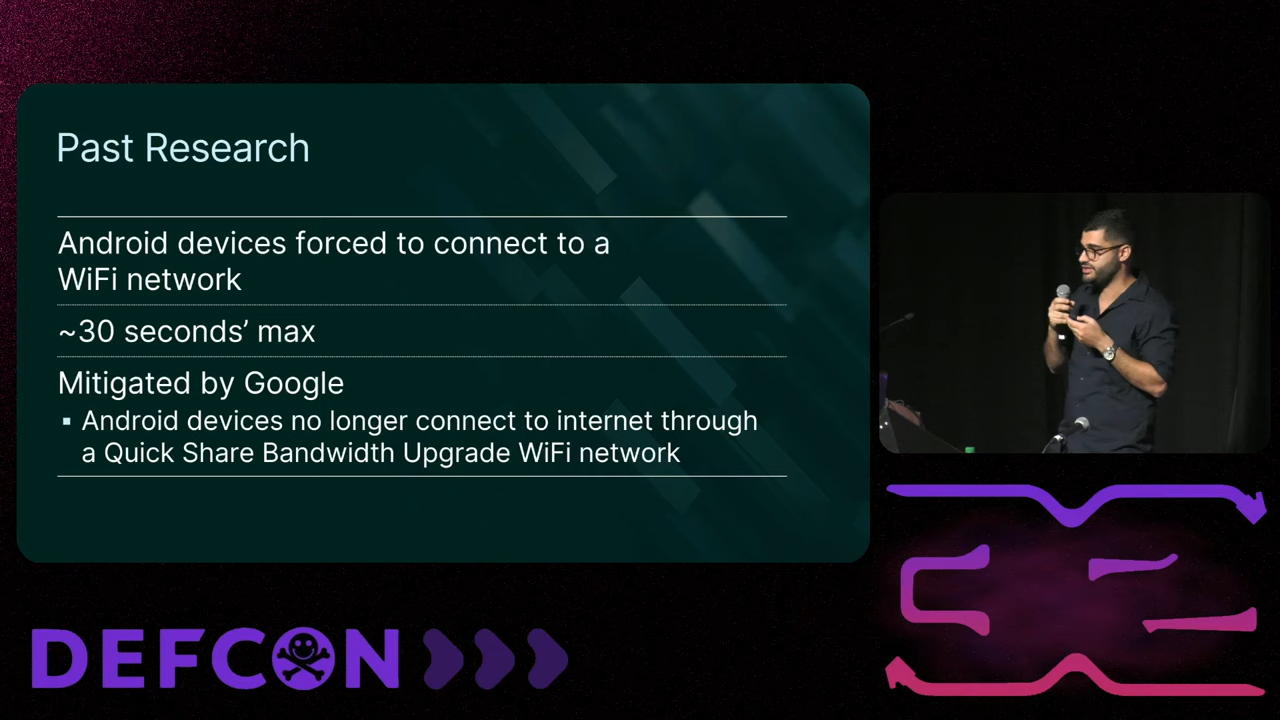 Past Research
Android devices forced to connect to a
WiFi network
~30 seconds’ max
Mitigated by Google
▪ Android devices no longer connect to internet through
a Quick Share Bandwidth Upgrade WiFi network
DEFCON